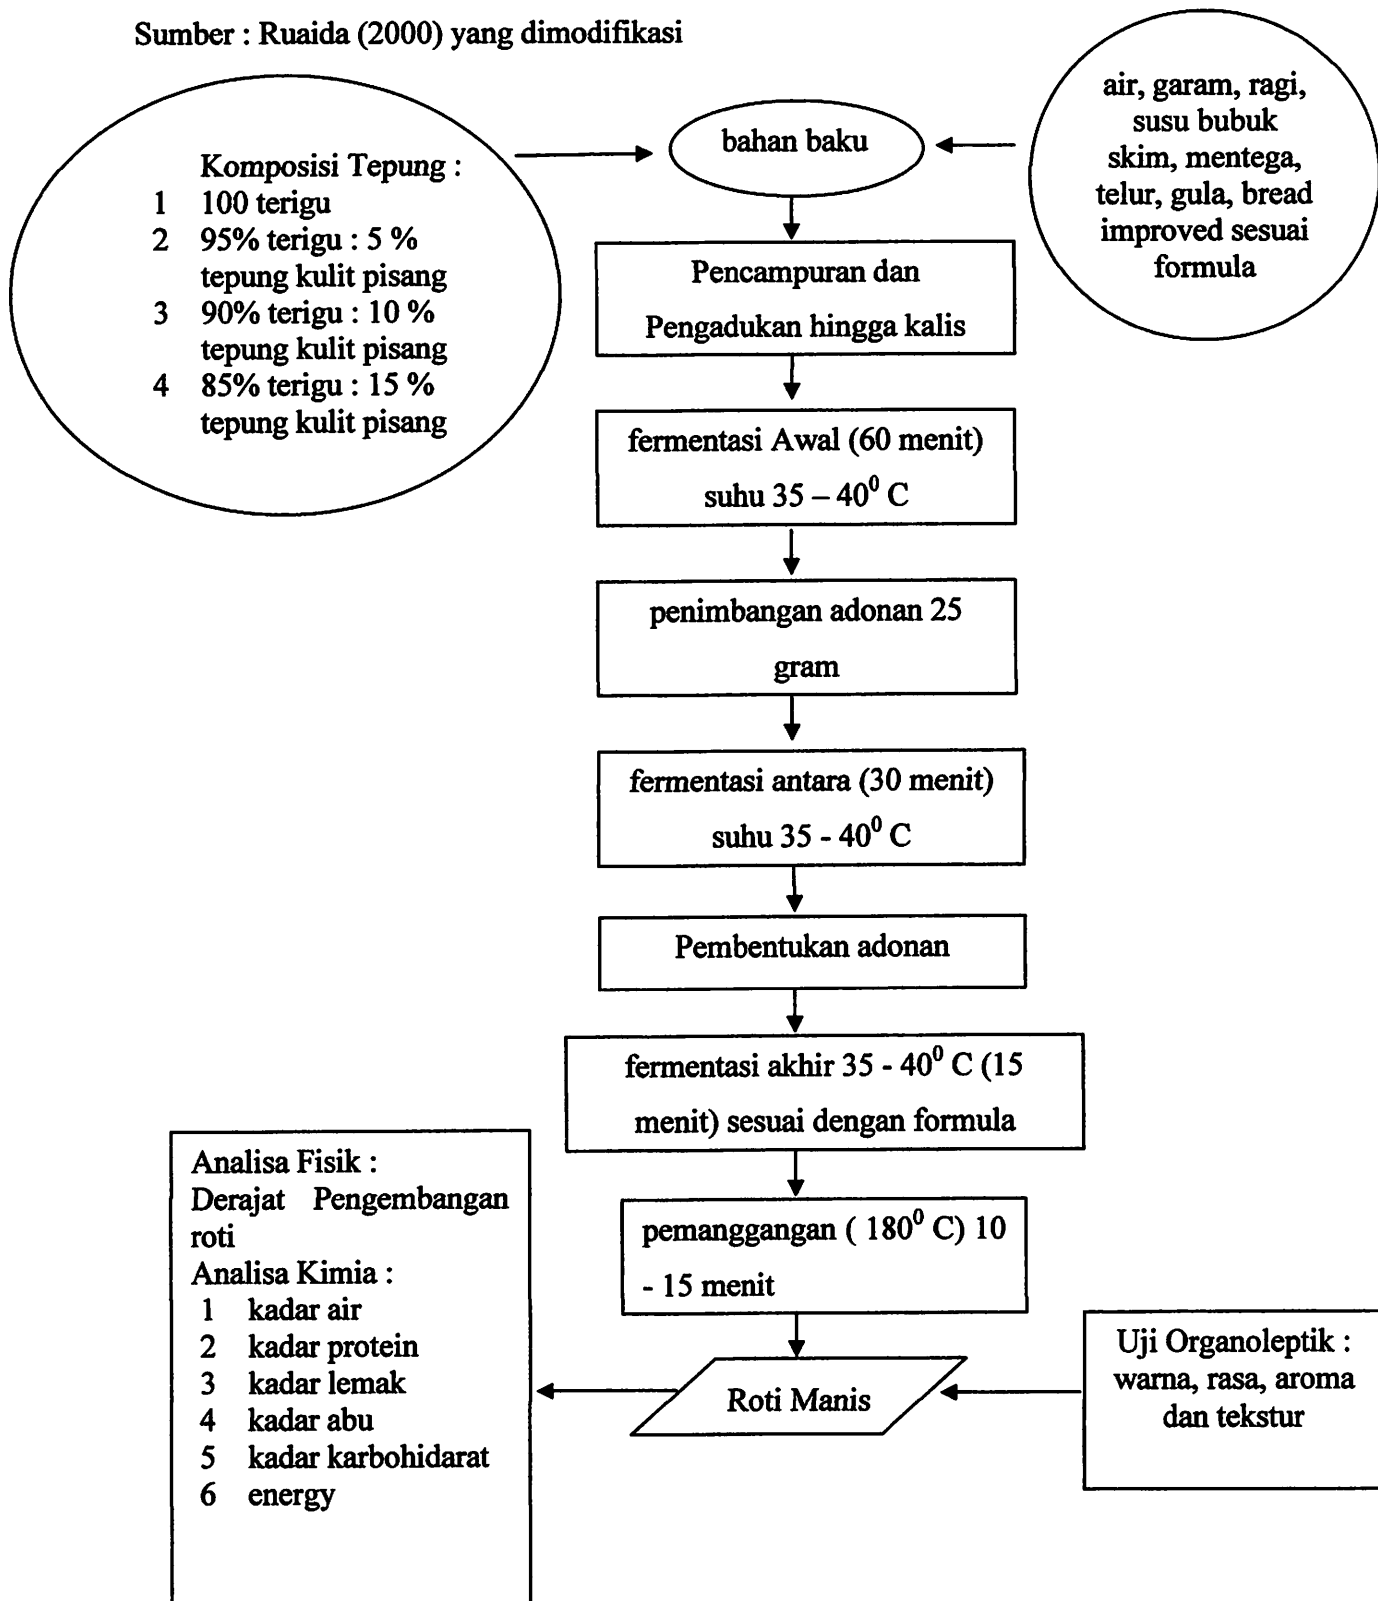 Sumber : Ruaida (2000) yang dimodifikasi
Komposisi Tepung :
1 100 terigu
2 95% terigu : 5 %
tepung kulit pisang
3 90% terigu : 10 %
tepung kulit pisang
4 85% terigu : 15 %
tepung kulit pisang
bahan baku
air, garam, ragi,
susu bubuk
skim, mentega,
telur, gula, bread
improved sesuai
formula
Pencampuran dan
Pengadukan hingga kalis
fermentasi Awal (60 menit)
suhu 35 – 40⁰ C
penimbangan adonan 25
gram
fermentasi antara (30 menit)
suhu 35 - 40⁰ C
Pembentukan adonan
fermentasi akhir 35 - 40⁰ C (15
menit) sesuai dengan formula
pemanggangan ( 180⁰ C) 10
- 15 menit
Roti Manis
Analisa Fisik :
Derajat Pengembangan
roti
Analisa Kimia :
1 kadar air
2 kadar protein
3 kadar lemak
4 kadar abu
5 kadar karbohidarat
6 energy
Uji Organoleptik :
warna, rasa, aroma
dan tekstur